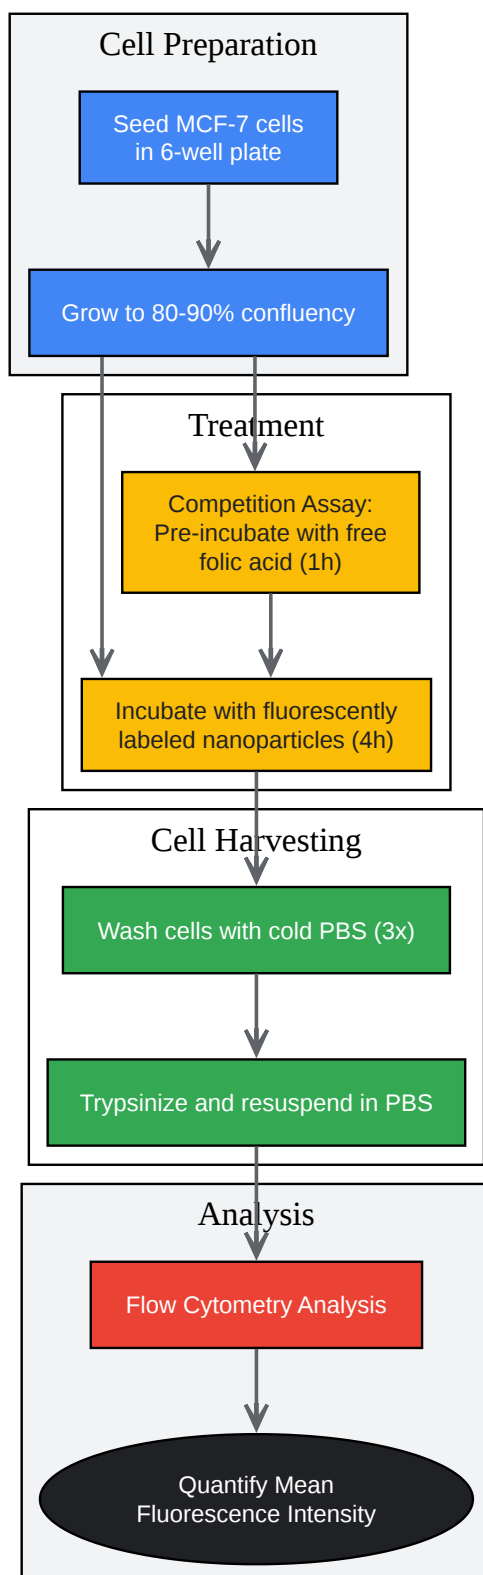 Cell Preparation
Seed MCF-7 cells
in 6-well plate
Grow to 80-90% confluency
Treatment
Competition Assay:
Pre-incubate with free
folic acid (1h)
Incubate with fluorescently
labeled nanoparticles (4h)
Cell Harvesting
Wash cells with cold PBS (3x)
Trypsinize and resuspend in PBS
Analysis
Flow Cytometry Analysis
Quantify Mean
Fluorescence Intensity